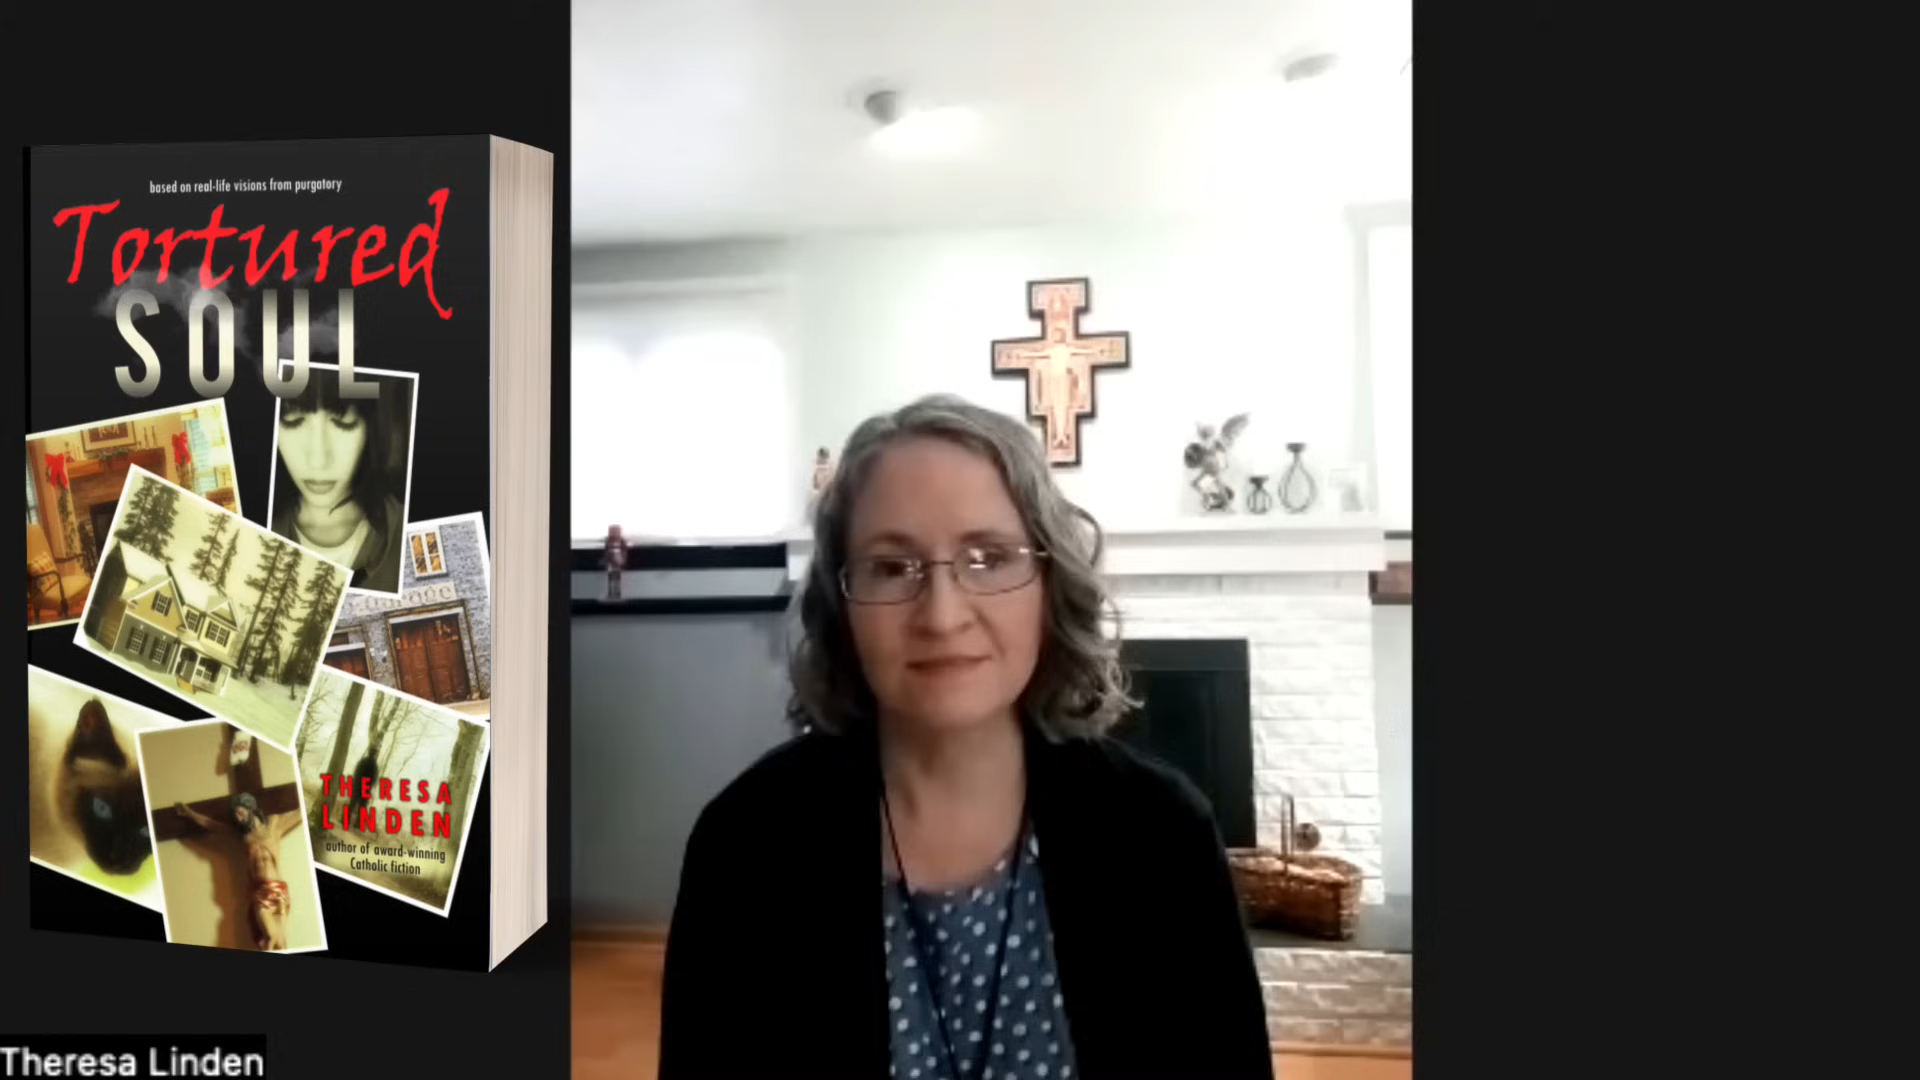 based on real-life visions from purgatory
Tortured
SOUL
garage
THERESA
LINDEN
author of award-winning
Catholic fiction
Theresa Linden